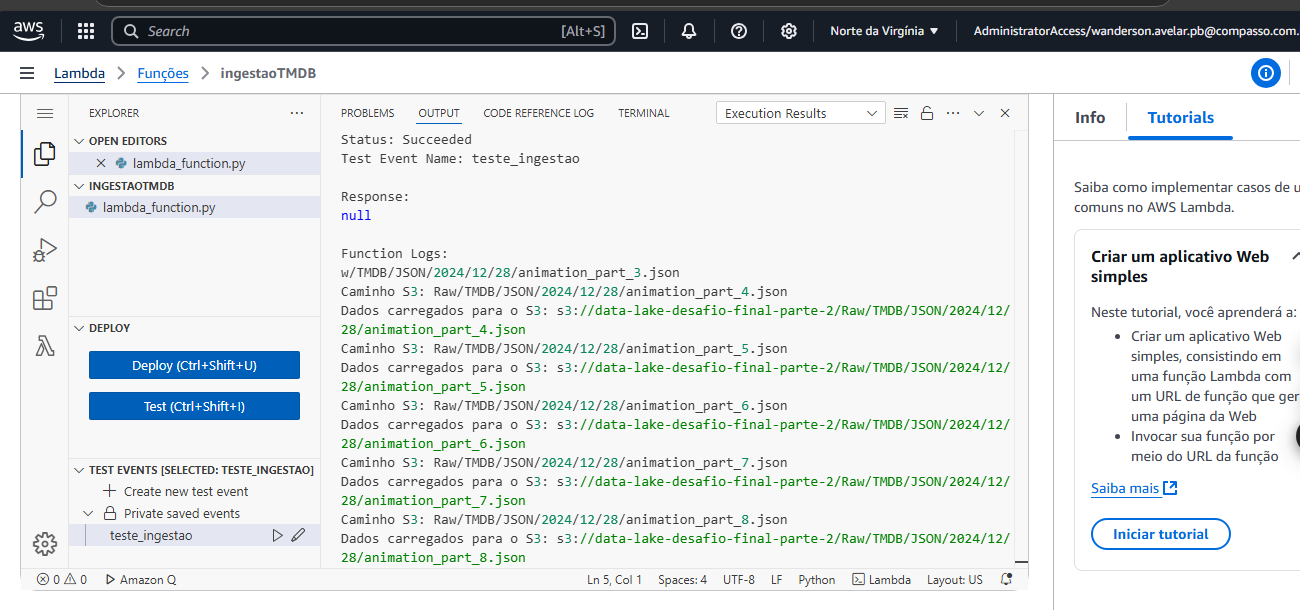 aws
Search
[Alt+S]
Norte da Virgínia
AdministratorAccess/wanderson.avelar.pb@compasso.com.
Lambda
Funções
ingestaoTMDB
EXPLORER
OPEN EDITORS
lambda_function.py
INGESTAOTMDB
lambda_function.py
DEPLOY
Deploy (Ctrl+Shift+U)
Test (Ctrl+Shift+I)
TEST EVENTS [SELECTED: TESTE_INGESTAO]
Create new test event
Private saved events
teste_ingestao
PROBLEMS OUTPUT CODE REFERENCE LOG TERMINAL
Execution Results
Status: Succeeded
Test Event Name: teste_ingestao
Response:
null
Function Logs:
w/TMDB/JSON/2024/12/28/animation_part_3.json
Caminho S3: Raw/TMDB/JSON/2024/12/28/animation_part_4.json
Dados carregados para o S3: s3://data-lake-desafio-final-parte-2/Raw/TMDB/JSON/2024/12/
28/animation_part_4.json
Caminho S3: Raw/TMDB/JSON/2024/12/28/animation_part_5.json
Dados carregados para o S3: s3://data-lake-desafio-final-parte-2/Raw/TMDB/JSON/2024/12/
28/animation_part_5.json
Caminho S3: Raw/TMDB/JSON/2024/12/28/animation_part_6.json
Dados carregados para o S3: s3://data-lake-desafio-final-parte-2/Raw/TMDB/JSON/2024/12/
28/animation_part_6.json
Caminho S3: Raw/TMDB/JSON/2024/12/28/animation_part_7.json
Dados carregados para o S3: s3://data-lake-desafio-final-parte-2/Raw/TMDB/JSON/2024/12/
28/animation_part_7.json
Caminho S3: Raw/TMDB/JSON/2024/12/28/animation_part_8.json
Dados carregados para o S3: s3://data-lake-desafio-final-parte-2/Raw/TMDB/JSON/2024/12/
28/animation_part_8.json
0 0 Amazon Q
Ln 5, Col 1 Spaces: 4 UTF-8 LF Python Lambda Layout: US
Info Tutorials
Saiba como implementar casos de u
comuns no AWS Lambda.
Criar um aplicativo Web
simples
Neste tutorial, você aprenderá a:
• Criar um aplicativo Web
simples, consistindo em
uma função Lambda com
um URL de função que ger
uma página da Web
• Invocar sua função por
meio do URL da função
Saiba mais
Iniciar tutorial